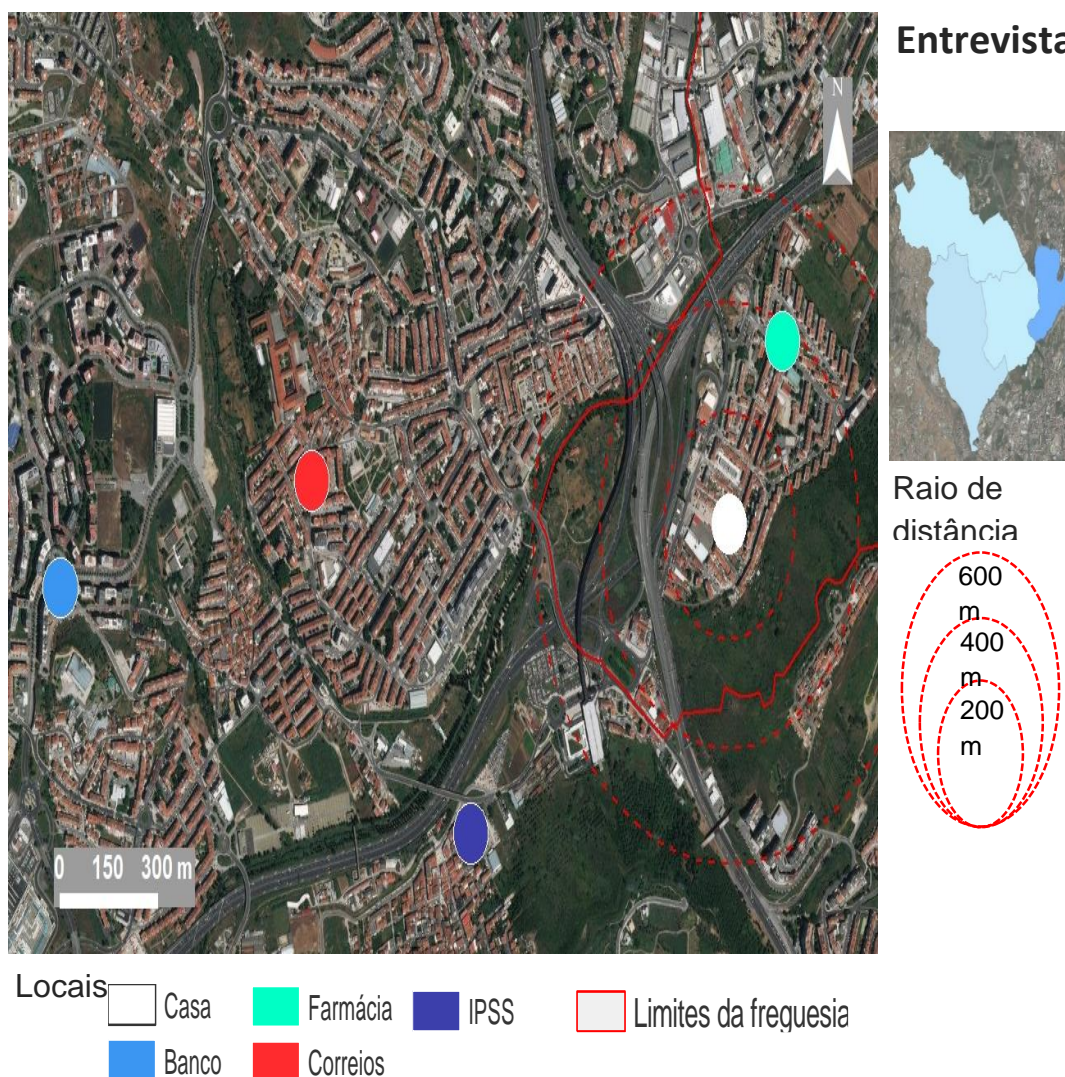 Entrevista
N
Raio de
distância
600
m
400
m
200
m
0 150 300 m
Locais
Casa
Farmácia
IPSS
Limites da freguesia
Banco
Correios